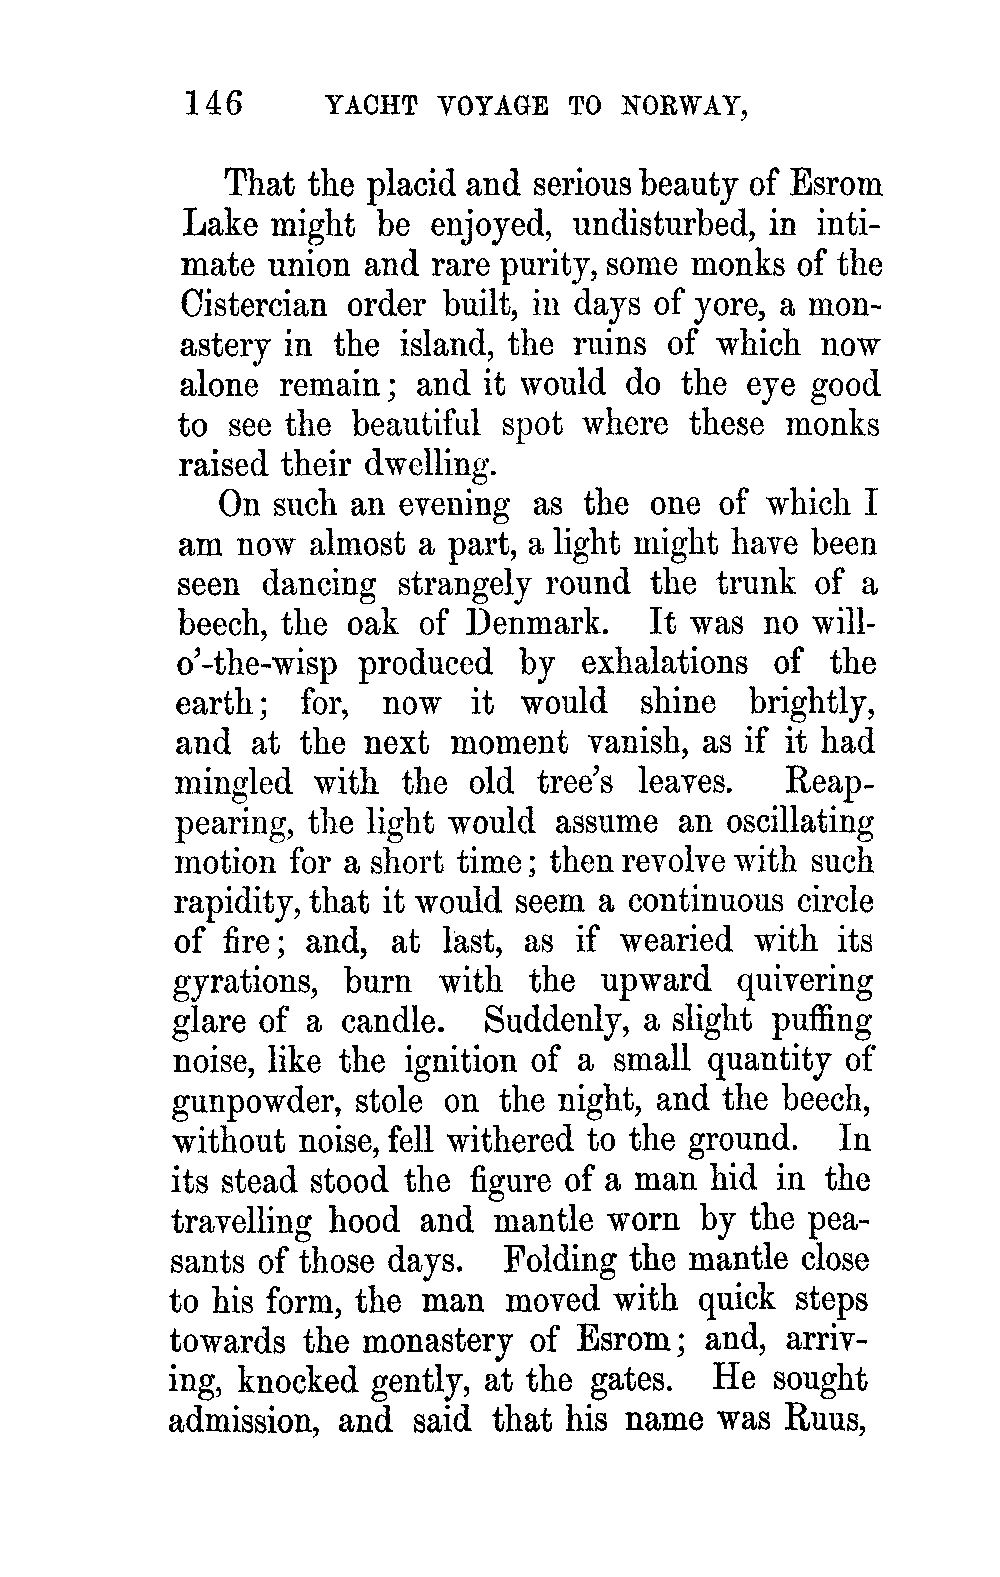 146 YACHT VOYAGE TO NORWAY,
That the placid and serious beauty of Esrom
Lake might be enjoyed, undisturbed, in inti-
mate union and rare purity, some monks of the
Cistercian order built, in days of yore, a mon-
astery in the island, the ruins of which now
alone remain; and it would do the eye good
to see the beautiful spot where these monks
raised their dwelling.
On such an evening as the one of which I
am now almost a part, a light might have been
seen dancing strangely round the trunk of a
beech, the oak of Denmark. It was no will-
o'-the-wisp produced by exhalations of the
earth; for, now it would shine brightly,
and at the next moment vanish, as if it had
mingled with the old tree's leaves. Reap-
pearing, the light would assume an oscillating
motion for a short time; then revolve with such
rapidity, that it would seem a continuous circle
of fire; and, at last, as if wearied with its
gyrations, burn with the upward quivering
glare of a candle. Suddenly, a slight puffing
noise, like the ignition of a small quantity of
gunpowder, stole on the night, and the beech,
without noise, fell withered to the ground. In
its stead stood the figure of a man hid in the
travelling hood and mantle worn by the pea-
sants of those days. Folding the mantle close
to his form, the man moved with quick steps
towards the monastery of Esrom; and, arriv-
ing, knocked gently, at the gates. He sought
admission, and said that his name was Ruus,